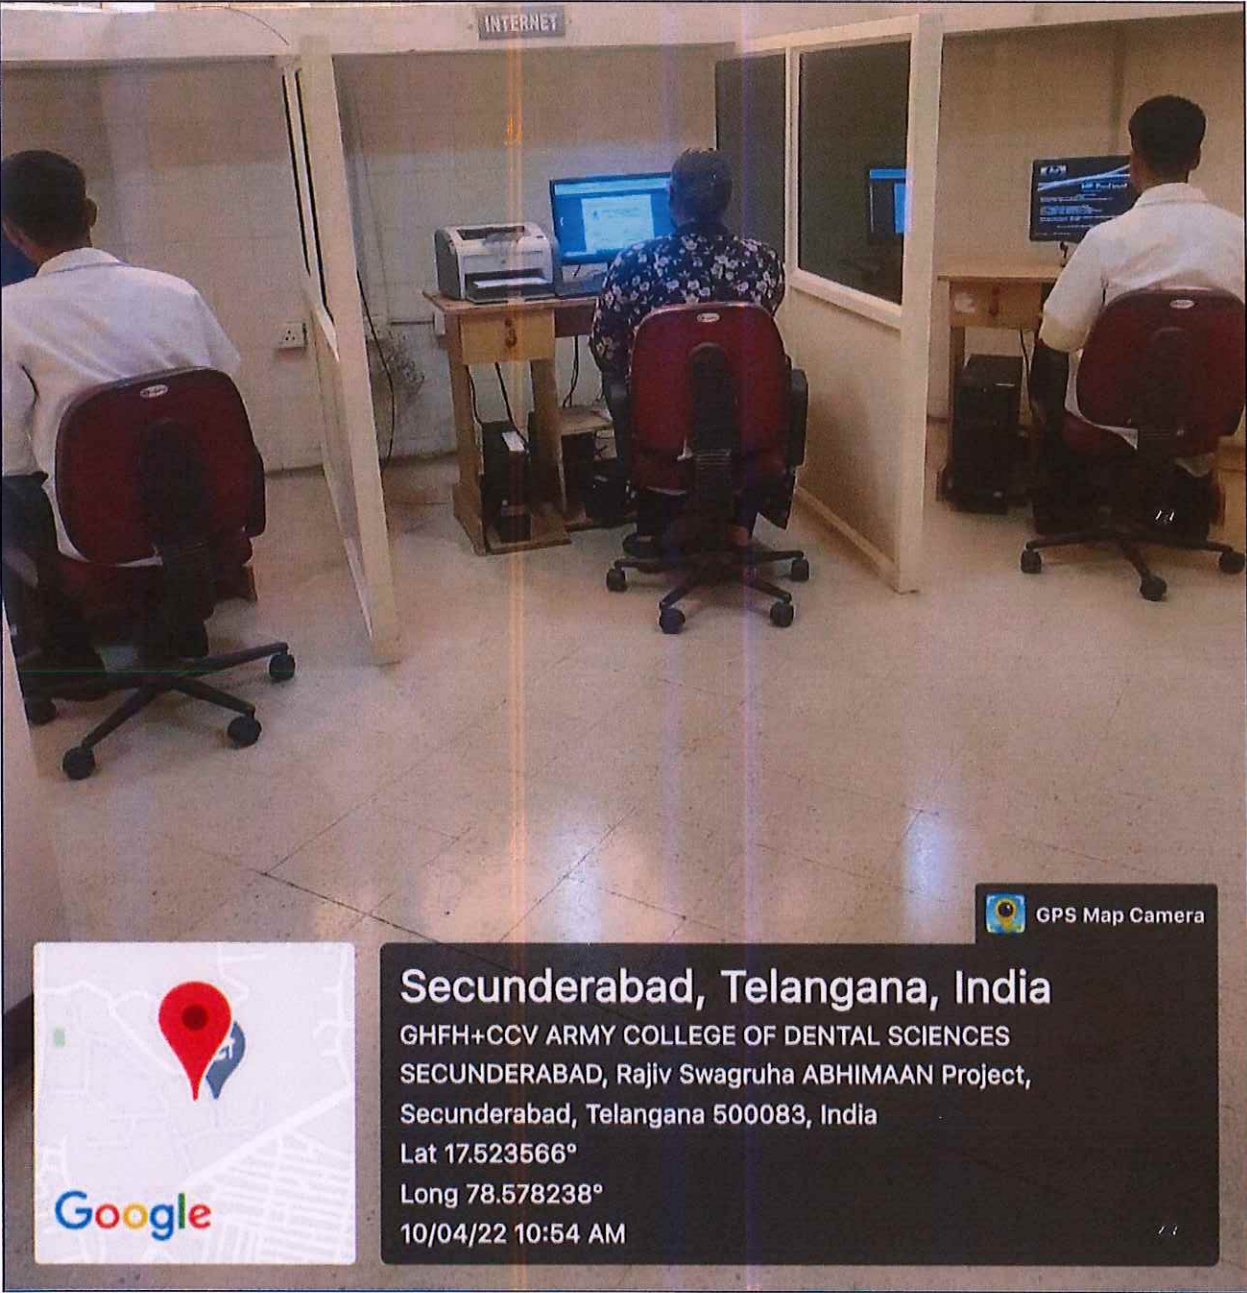 INTERNET
GPS Map Camera
Secunderabad, Telangana, India
GHFH+CCV ARMY COLLEGE OF DENTAL SCIENCES
SECUNDERABAD, Rajiv Swagruha ABHIMAAN Project,
Secunderabad, Telangana 500083, India
Lat 17.523566°
Long 78.578238°
10/04/22 10:54 AM
Google